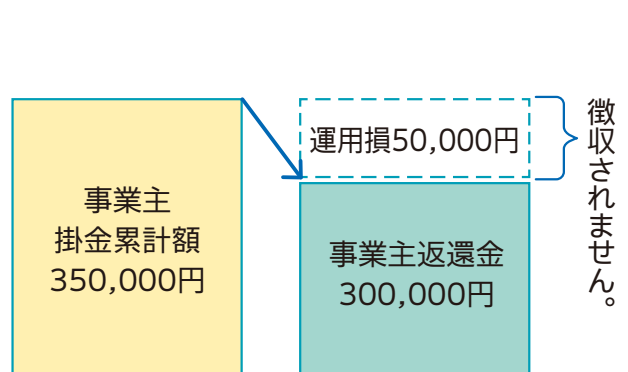 事業主
掛金累計額
350,000円
運用損50,000円
事業主返還金
300,000円
徴収されません。